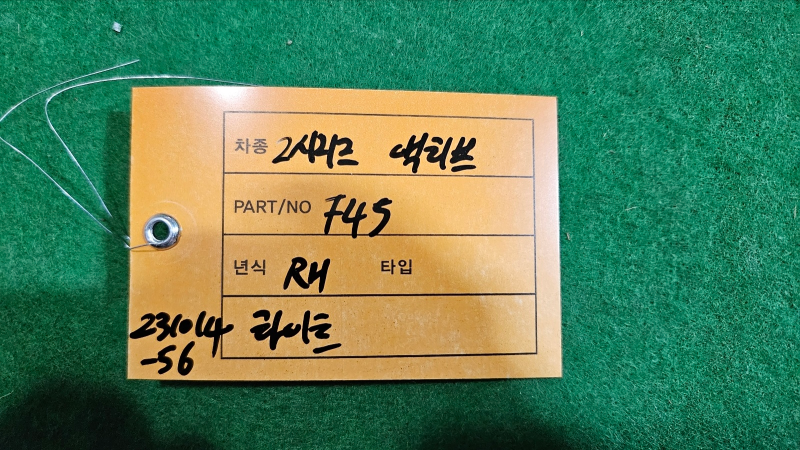 차종 2시리즈 액티브
PART/NO F45
년식 RH 타입
231014 라이트
-56